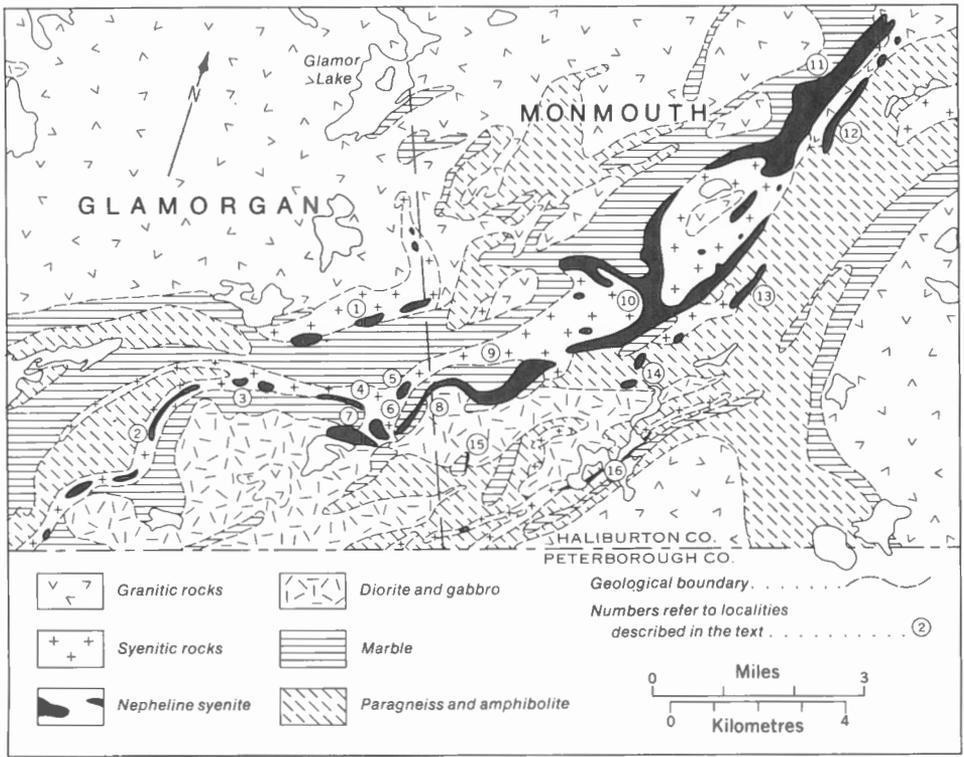 Glamor
Lake
MONMOUTH
N
GLAMORGAN
11
12
13
10
1
9
14
5
4
3
6
7
8
2
15
16
HALIBURTON CO.
PETERBOROUGH CO.
Granitic rocks
Syenitic rocks
Nepheline syenite
Diorite and gabbro
Marble
Paragneiss and amphibolite
Geological boundary. . . . . .
Numbers refer to localities
described in the text . . . . . . . . . . 2
Miles
0 3
0 4
Kilometres